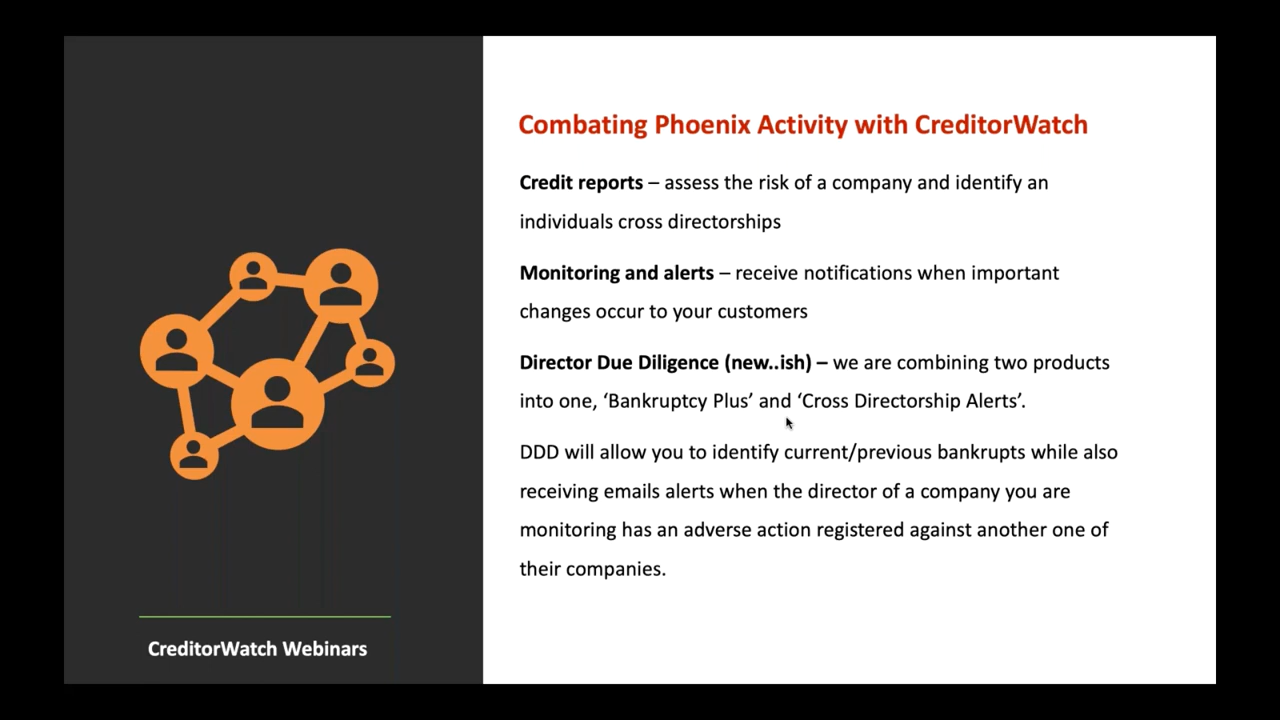 Combating Phoenix Activity with CreditorWatch
Credit reports – assess the risk of a company and identify an
individuals cross directorships
Monitoring and alerts – receive notifications when important
changes occur to your customers
Director Due Diligence (new..ish) – we are combining two products
into one, ‘Bankruptcy Plus’ and ‘Cross Directorship Alerts’.
DDD will allow you to identify current/previous bankrupts while also
receiving emails alerts when the director of a company you are
monitoring has an adverse action registered against another one of
their companies.
CreditorWatch Webinars